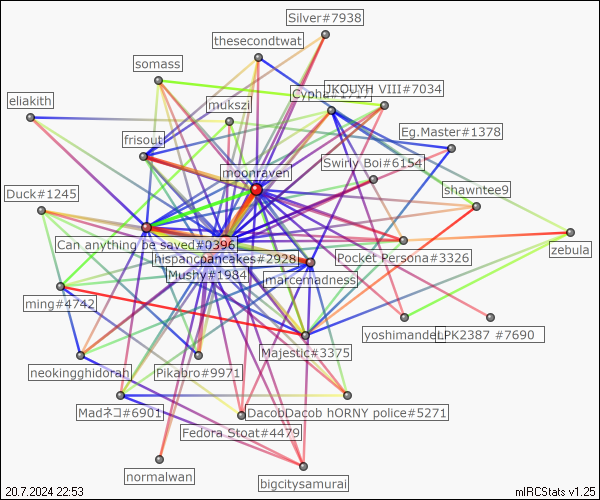 Silver#7938
thesecondtwat
somass
JKOUYH VIII#7034
Cypha#1717
eliakith
mukszi
Eg.Master#1378
frisout
Swirly Boi#6154
moonraven
Duck#1245
shawntee9
Can anything be saved#0396
zebula
hispancpancakes#2928
Pocket Persona#3326
Mushy#1984
marcemadness
ming#4742
yoshimander
LPK2387 #7690
Majestic#3375
neokingghidorah
Pikabro#9971
Madネコ#6901
DacobDacob hORNY police#5271
Fedora Stoat#4479
normalwan
bigcitysamurai
20.7.2024 22:53
mIRCStats v1.25